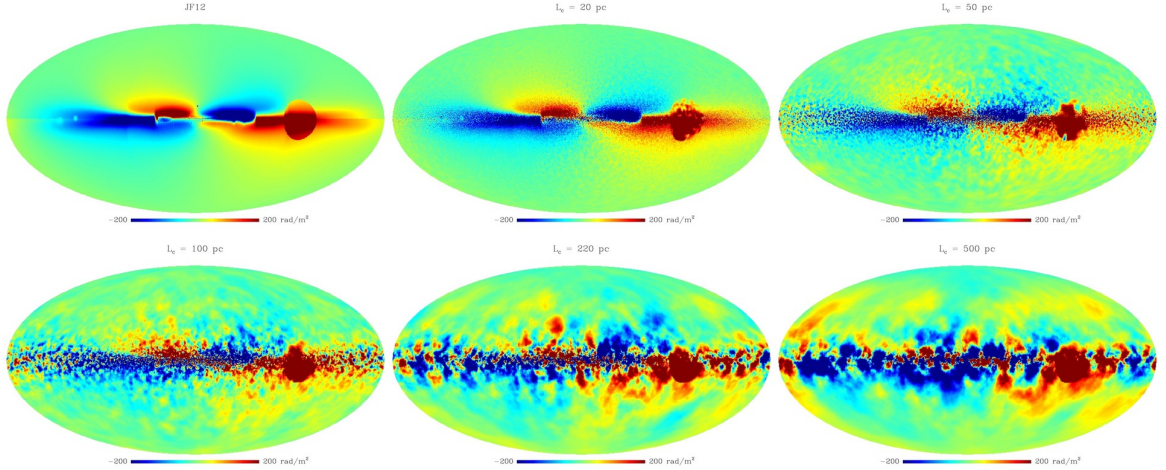 JF12
L_c = 20 pc
L_c = 50 pc
-200 200 rad/m²
-200 200 rad/m²
-200 200 rad/m²
L_c = 100 pc
L_c = 220 pc
L_c = 500 pc
-200 200 rad/m²
-200 200 rad/m²
-200 200 rad/m²